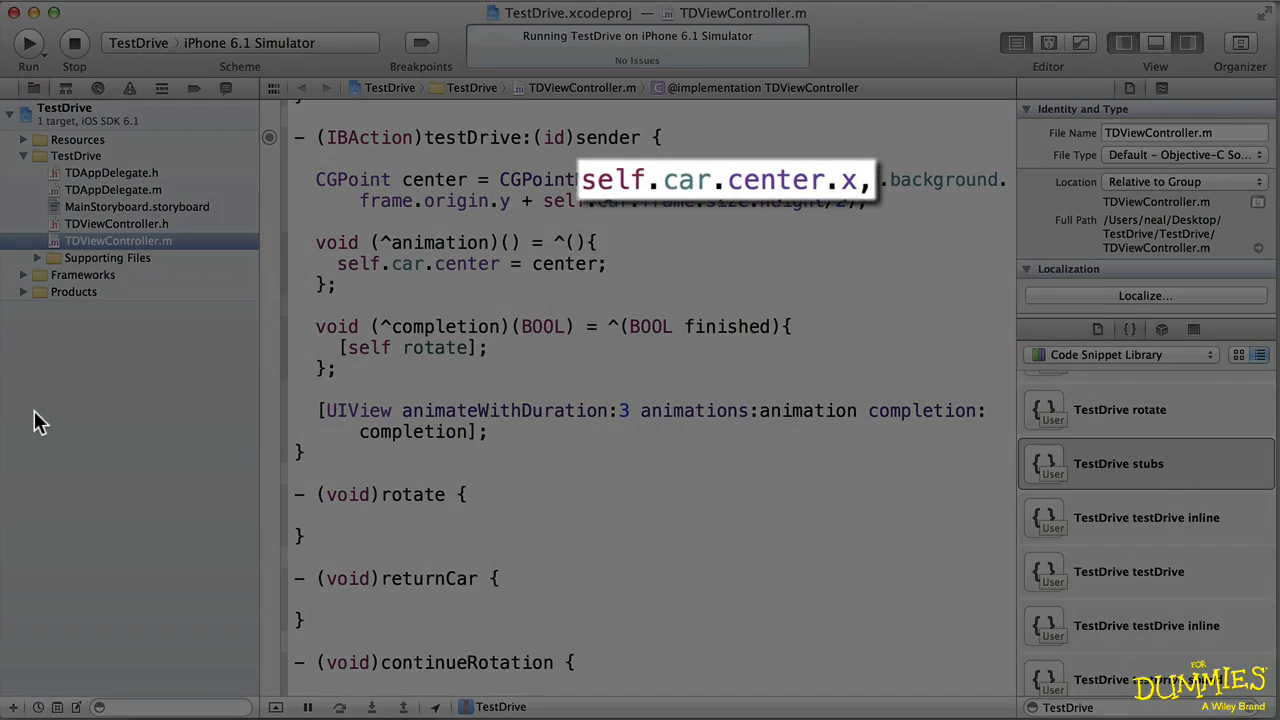 TestDrive.xcodeproj — TDViewController.m
Running TestDrive on iPhone 6.1 Simulator
No Issues
TestDrive iPhone 6.1 Simulator
Run Stop Scheme Breakpoints Editor View Organizer
TestDrive TestDrive TDViewController.m @implementation TDViewController
TestDrive
1 target, iOS SDK 6.1
Resources
TestDrive
TDAppDelegate.h
TDAppDelegate.m
MainStoryboard.storyboard
TDViewController.h
TDViewController.m
Supporting Files
Frameworks
Products
- (IBAction)testDrive:(id)sender {
CGPoint center = CGPoint self.car.center.x, .background.
frame.origin.y + self.car.frame.size.height/2);
void (^animation)() = ^(){
self.car.center = center;
};
void (^completion)(BOOL) = ^(BOOL finished){
[self rotate];
};
[UIView animateWithDuration:3 animations:animation completion:
completion];
}
- (void)rotate {
}
- (void)returnCar {
}
- (void)continueRotation {
TestDrive
Identity and Type
File Name TDViewController.m
File Type Default - Objective-C So...
Location Relative to Group
TDViewController.m
Full Path /Users/neal/Desktop/
TestDrive/TestDrive/
TDViewController.m
Localization
Localize...
Code Snippet Library
User TestDrive rotate
User TestDrive stubs
User TestDrive testDrive inline
User TestDrive testDrive
User TestDrive testDrive inline
TestDrive
FOR
DUMMIES
A Wiley Brand